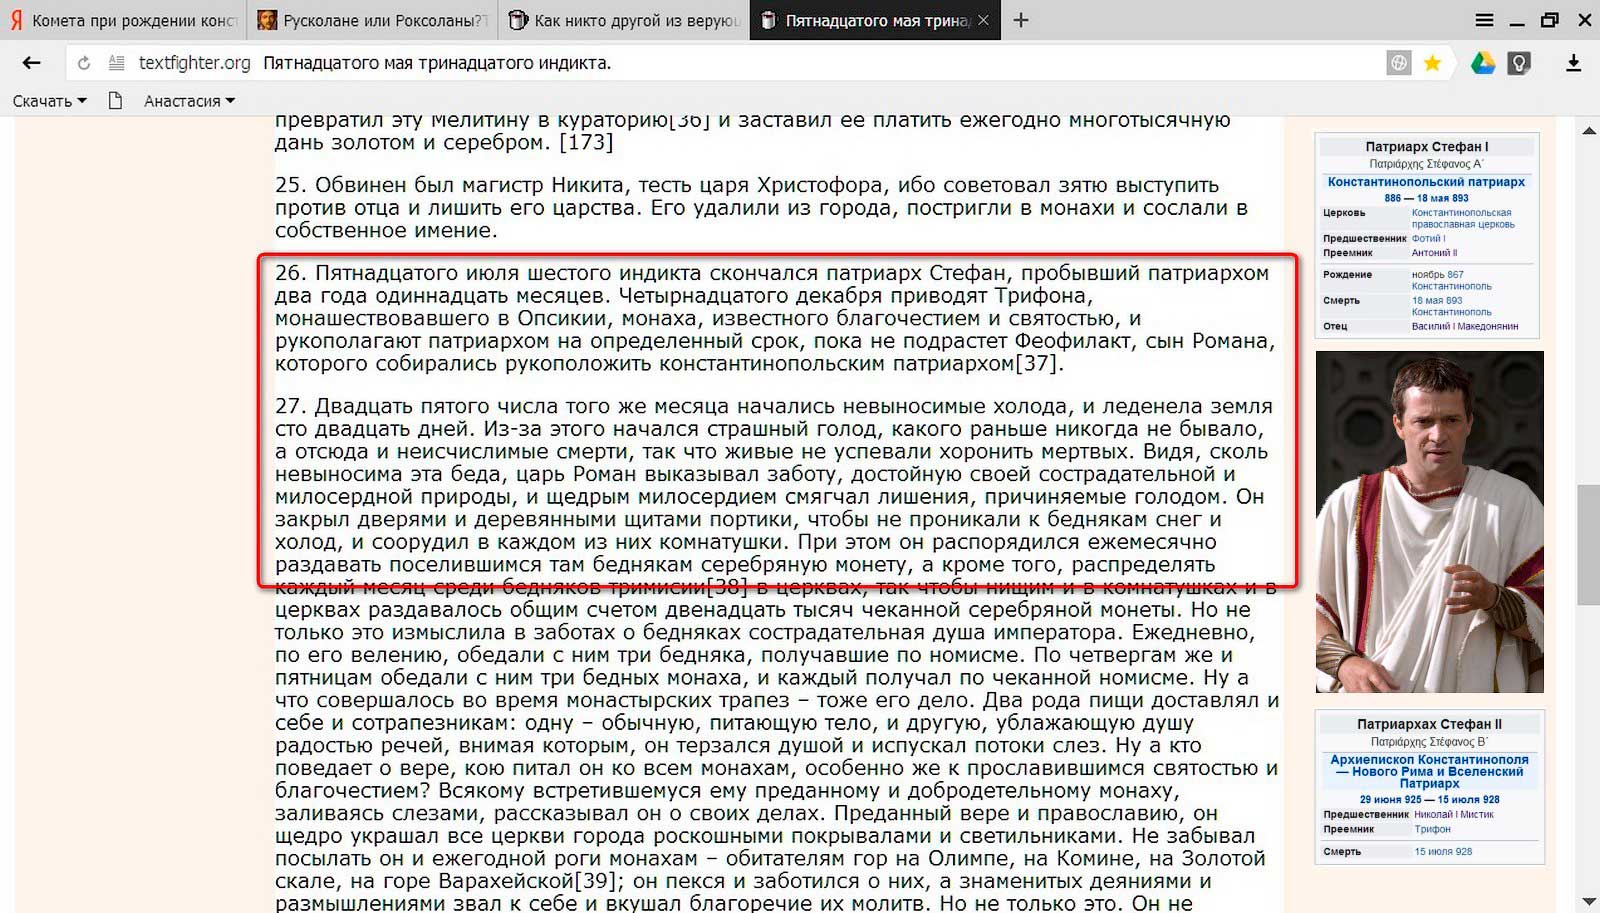 Комета при рождении конст
Русколане или Роксоланы?Т
Как никто другой из верую
Пятнадцатого мая трина
textfighter.org Пятнадцатого мая тринадцатого индикта.
Скачать
Анастасия
превратил эту Мелитину в кураторию[36] и заставил ее платить ежегодно многотысячную
дань золотом и серебром. [173]
25. Обвинен был магистр Никита, тесть царя Христофора, ибо советовал зятю выступить
против отца и лишить его царства. Его удалили из города, постригли в монахи и сослали в
собственное имение.
26. Пятнадцатого июля шестого индикта скончался патриарх Стефан, пробывший патриархом
два года одиннадцать месяцев. Четырнадцатого декабря приводят Трифона,
монашествовавшего в Опсикии, монаха, известного благочестием и святостью, и
рукополагают патриархом на определенный срок, пока не подрастет Феофилакт, сын Романа,
которого собирались рукоположить константинопольским патриархом[37].
27. Двадцать пятого числа того же месяца начались невыносимые холода, и леденела земля
сто двадцать дней. Из-за этого начался страшный голод, какого раньше никогда не бывало,
а отсюда и неисчислимые смерти, так что живые не успевали хоронить мертвых. Видя, сколь
невыносима эта беда, царь Роман выказывал заботу, достойную своей сострадательной и
милосердной природы, и щедрым милосердием смягчал лишения, причиняемые голодом. Он
закрыл дверями и деревянными щитами портики, чтобы не проникали к беднякам снег и
холод, и соорудил в каждом из них комнатушки. При этом он распорядился ежемесячно
раздавать поселившимся там беднякам серебряную монету, а кроме того, распределять
каждый месяц среди бедняков тримисии[38] в церквах, так чтобы нищим и в комнатушках и в
церквах раздавалось общим счетом двенадцать тысяч чеканной серебряной монеты. Но не
только это измыслила в заботах о бедняках сострадательная душа императора. Ежедневно,
по его велению, обедали с ним три бедняка, получавшие по номисме. По четвергам же и
пятницам обедали с ним три бедных монаха, и каждый получал по чеканной номисме. Ну а
что совершалось во время монастырских трапез – тоже его дело. Два рода пищи доставлял и
себе и сотрапезникам: одну – обычную, питающую тело, и другую, ублажающую душу
радостью речей, внимая которым, он терзался душой и испускал потоки слез. Ну а кто
поведает о вере, кою питал он ко всем монахам, особенно же к прославившимся святостью и
благочестием? Всякому встретившемуся ему преданному и добродетельному монаху,
заливаясь слезами, рассказывал он о своих делах. Преданный вере и православию, он
щедро украшал все церкви города роскошными покрывалами и светильниками. Не забывал
посылать он и ежегодной роги монахам – обитателям гор на Олимпе, на Комине, на Золотой
скале, на горе Варахейской[39]; он пекся и заботился о них, а знаменитых деяниями и
размышлениями звал к себе и вкушал благоречие их молитв. Но не только это. Он не
Патриарх Стефан I
Πατριάρχης Στέφανος Α΄
Константинопольский патриарх
886 — 18 мая 893
Церковь Константинопольская
православная церковь
Предшественник Фотий I
Преемник Антоний II
Рождение ноябрь 867
Константинополь
Смерть 18 мая 893
Константинополь
Отец Василий I Македонянин
Патриархах Стефан II
Πατριάρχης Στέφανος Β΄
Архиепископ Константинополя
— Нового Рима и Вселенский
Патриарх
29 июня 925 — 15 июля 928
Предшественник Николай I Мистик
Преемник Трифон
Смерть 15 июля 928